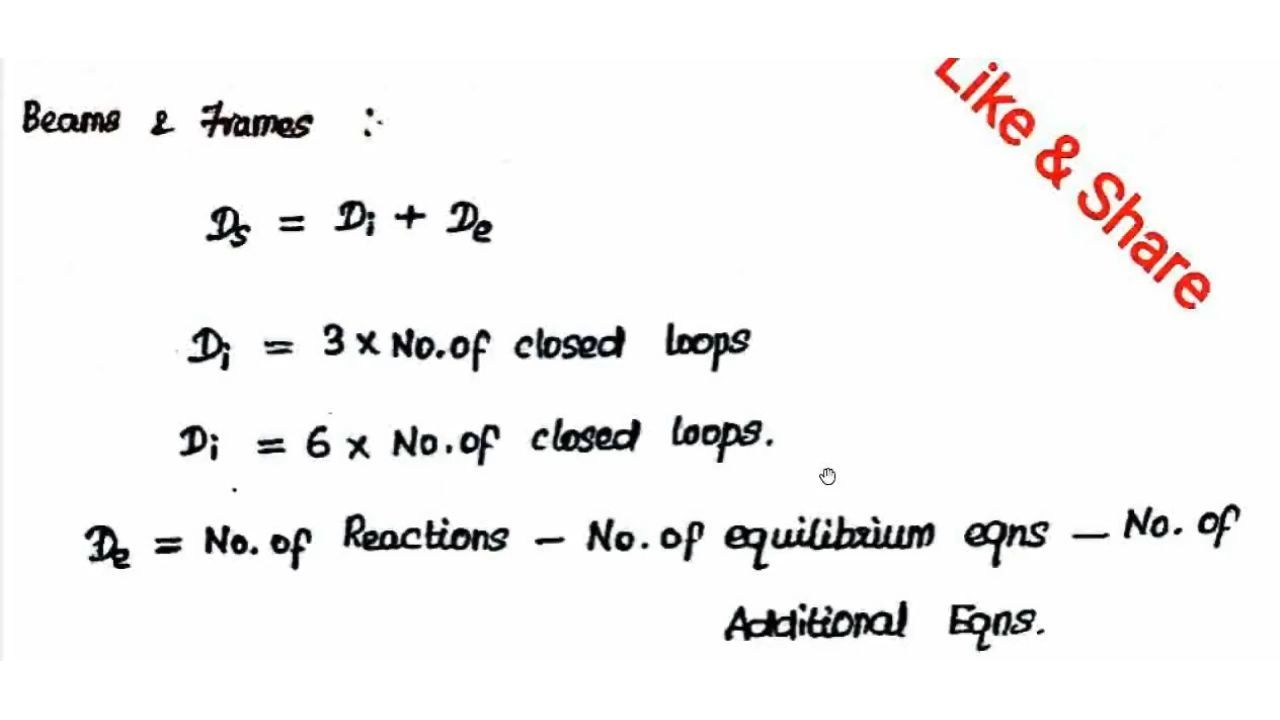 Beams & Frames :-
Like & Share
Ds = Di + De
Di = 3 x No. of closed loops
Di = 6 x No. of closed loops.
De = No. of Reactions - No. of equilibrium eqns - No. of
Additional Eqns.